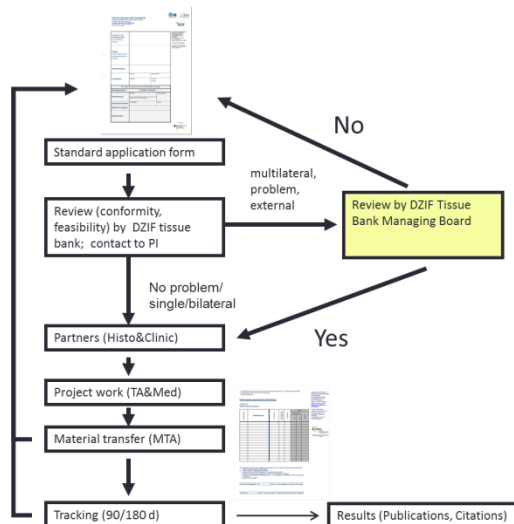 No
Standard application form
multilateral,
problem,
external
Review (conformity,
feasibility) by DZIF tissue
bank; contact to PI
Review by DZIF Tissue
Bank Managing Board
No problem/
single/bilateral
Yes
Partners (Histo&Clinic)
Project work (TA&Med)
Material transfer (MTA)
Tracking (90/180 d)
Results (Publications, Citations)